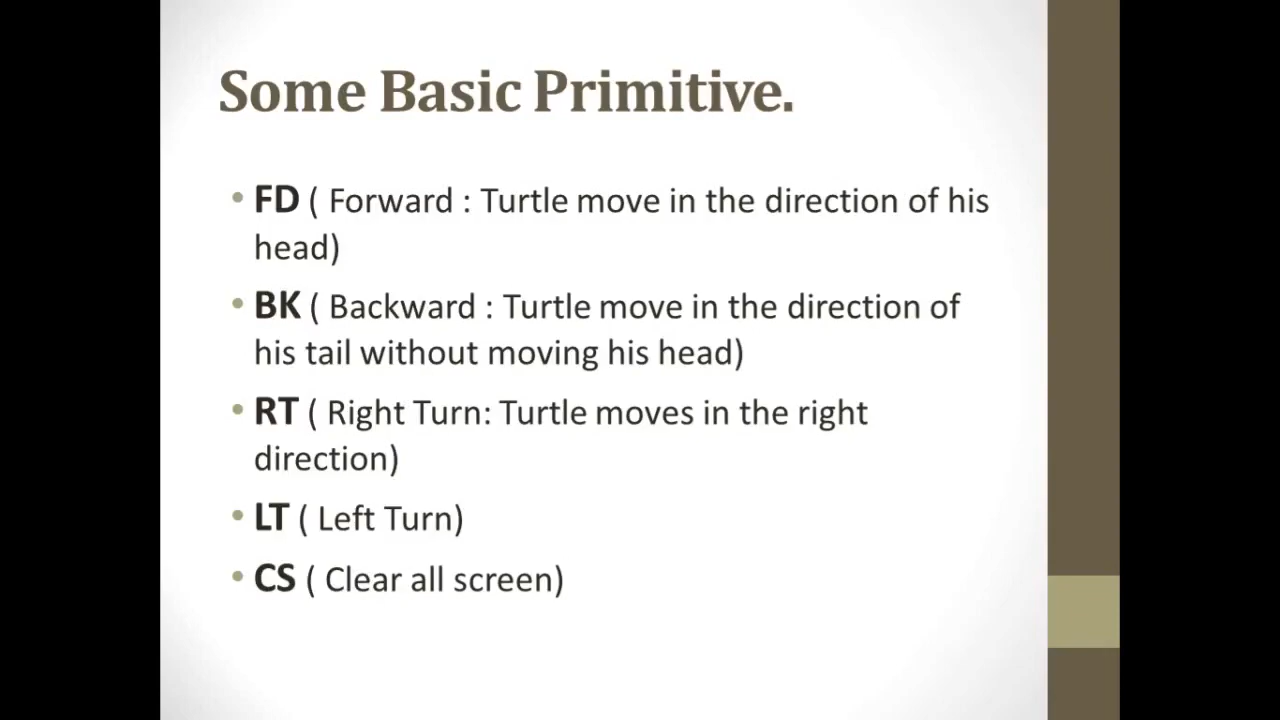 Some Basic Primitive.
• FD ( Forward : Turtle move in the direction of his
head)
• BK ( Backward : Turtle move in the direction of
his tail without moving his head)
• RT ( Right Turn: Turtle moves in the right
direction)
• LT ( Left Turn)
• CS ( Clear all screen)